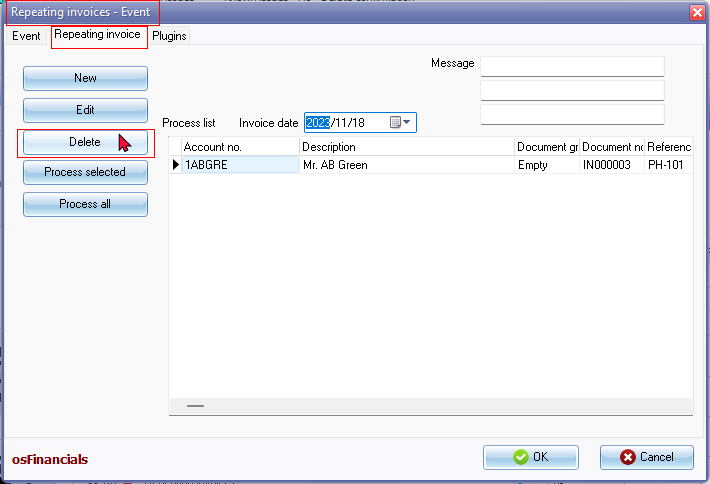 Repeating invoices - Event
Event Repeating invoice Plugins
New
Edit
Delete
Process selected
Process all
Message
Process list Invoice date 2023/11/18
Account no. Description Document gr Document no Referenc
1ABGRE Mr. AB Green Empty IN000003 PH-101
osFinancials
OK
Cancel